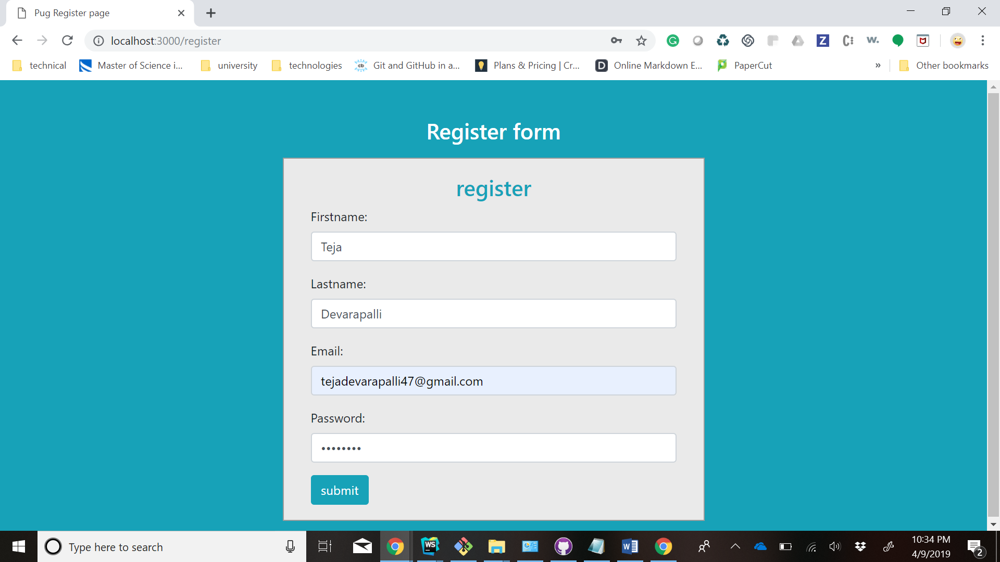 Pug Register page
localhost:3000/register
technical
Master of Science i...
university
technologies
Git and GitHub in a...
Plans & Pricing | Cr...
Online Markdown E...
PaperCut
»
Other bookmarks
Register form
register
Firstname:
Teja
Lastname:
Devarapalli
Email:
tejadevarapalli47@gmail.com
Password:
••••••••
submit
Type here to search
10:34 PM
4/9/2019
2